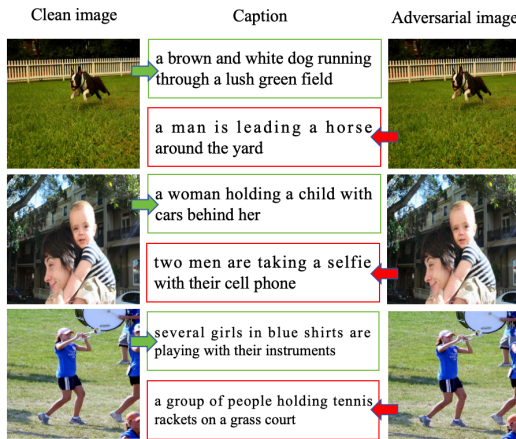 Clean image
Caption
Adversarial image
a brown and white dog running
through a lush green field
a man is leading a horse
around the yard
a woman holding a child with
cars behind her
two men are taking a selfie
with their cell phone
several girls in blue shirts are
playing with their instruments
a group of people holding tennis
rackets on a grass court